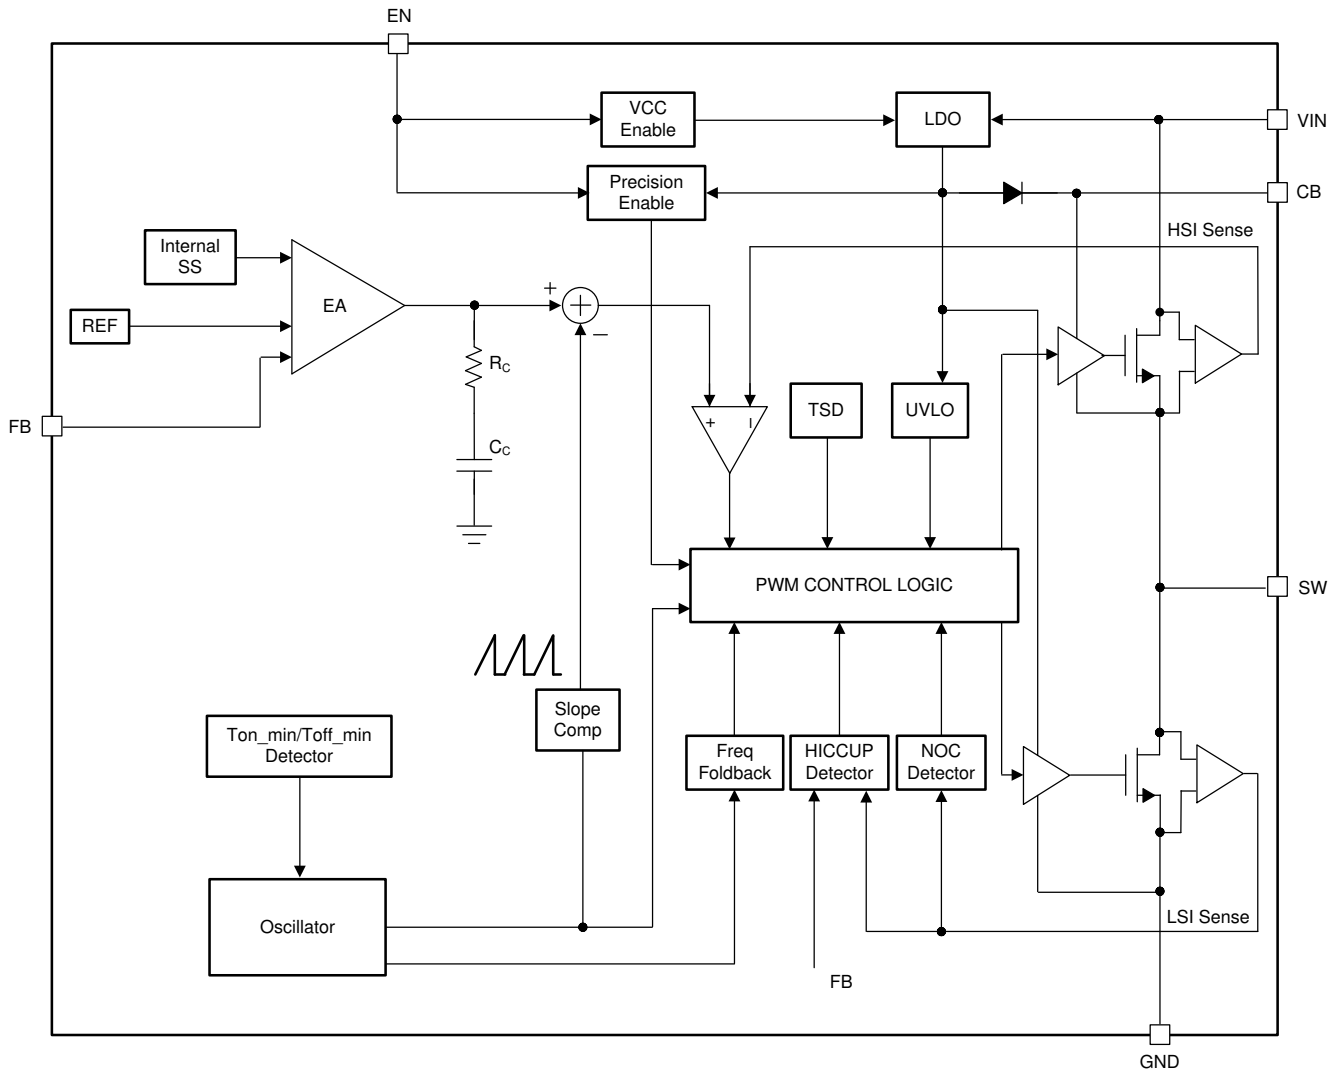 EN
VCC
Enable
LDO
VIN
Precision
Enable
CB
HSI Sense
Internal
SS
EA
+
REF
RC
TSD
UVLO
FB
+
CC
PWM CONTROL LOGIC
SW
Slope
Comp
Ton_min/Toff_min
Detector
Freq
Foldback
HICCUP
Detector
NOC
Detector
Oscillator
LSI Sense
FB
GND